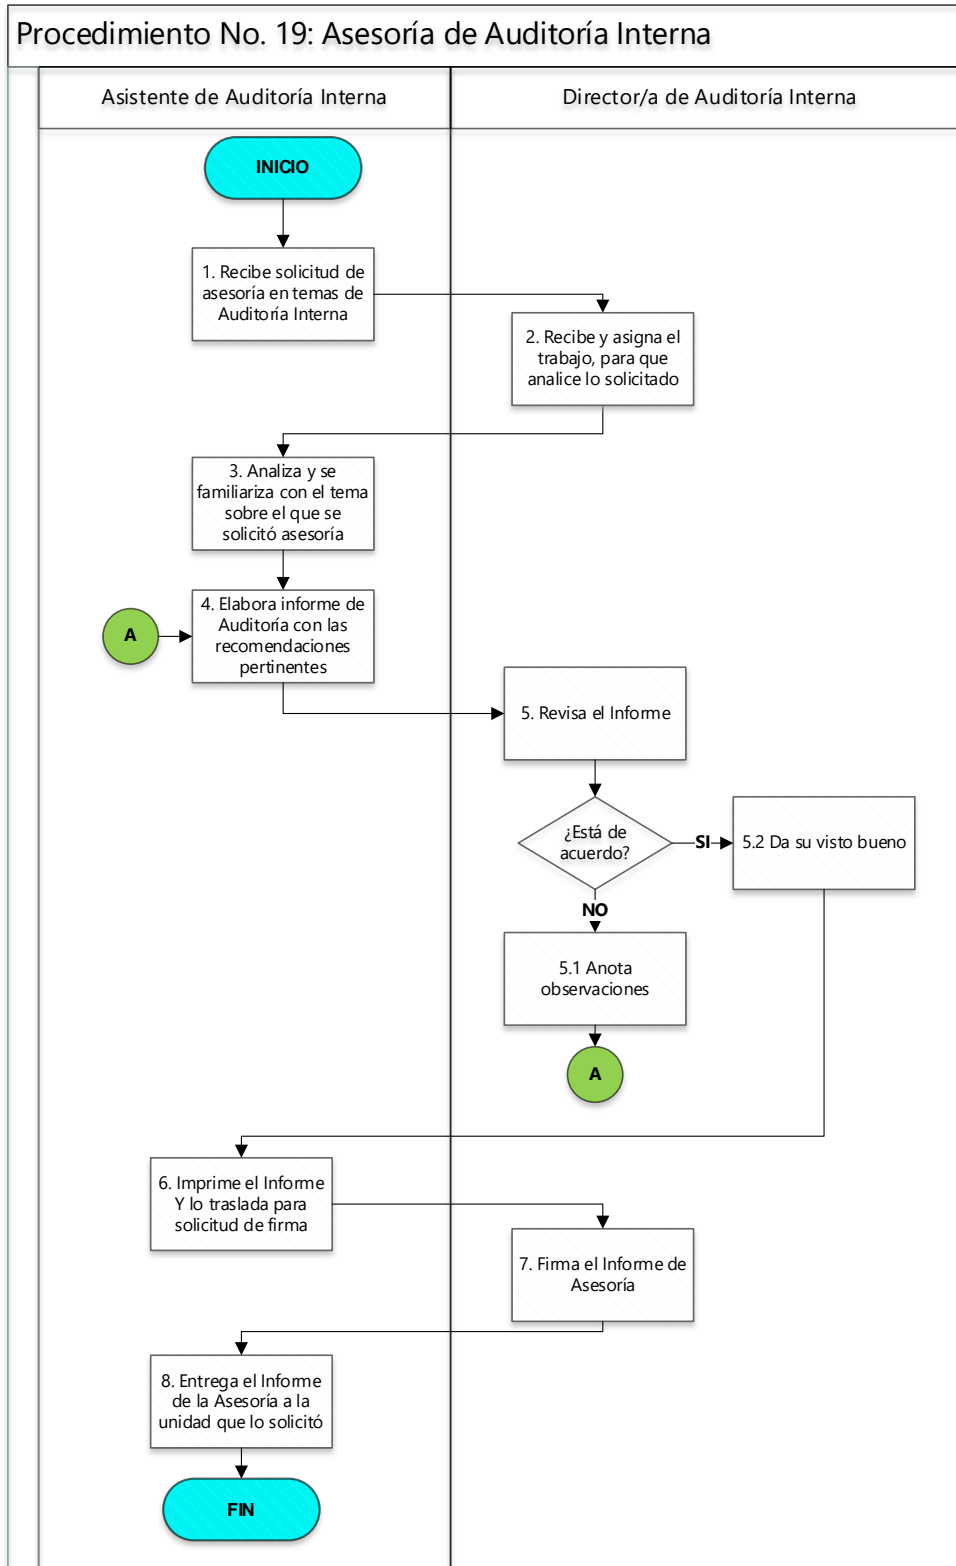 Procedimiento No. 19: Asesoría de Auditoría Interna
Asistente de Auditoría Interna
Director/a de Auditoría Interna
INICIO
1. Recibe solicitud de
asesoría en temas de
Auditoría Interna
2. Recibe y asigna el
trabajo, para que
analice lo solicitado
3. Analiza y se
familiariza con el tema
sobre el que se
solicitó asesoría
A
4. Elabora informe de
Auditoría con las
recomendaciones
pertinentes
5. Revisa el Informe
¿Está de
acuerdo?
SI
5.2 Da su visto bueno
NO
5.1 Anota
observaciones
A
6. Imprime el Informe
Y lo traslada para
solicitud de firma
7. Firma el Informe de
Asesoría
8. Entrega el Informe
de la Asesoría a la
unidad que lo solicitó
FIN